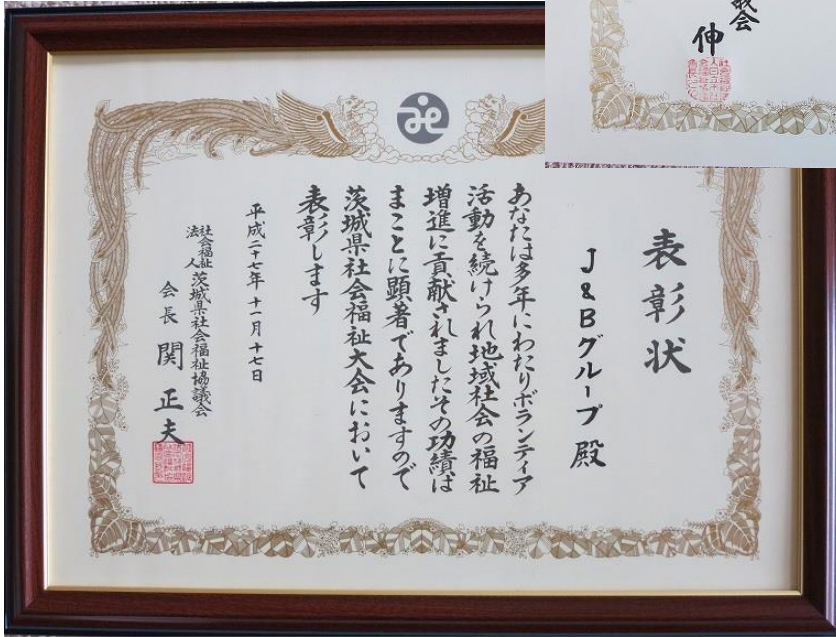 表彰状
J&Bグループ 殿
あなたは多年にわたりボランティア
活動を続けられ地域社会の福祉
増進に貢献されましたその功績は
まことに顕著でありますので
茨城県社会福祉大会において
表彰します
平成二十七年 十一月 十七日
社会福祉
法人 茨城県社会福祉協議会
会長 関 正夫
議会
伸